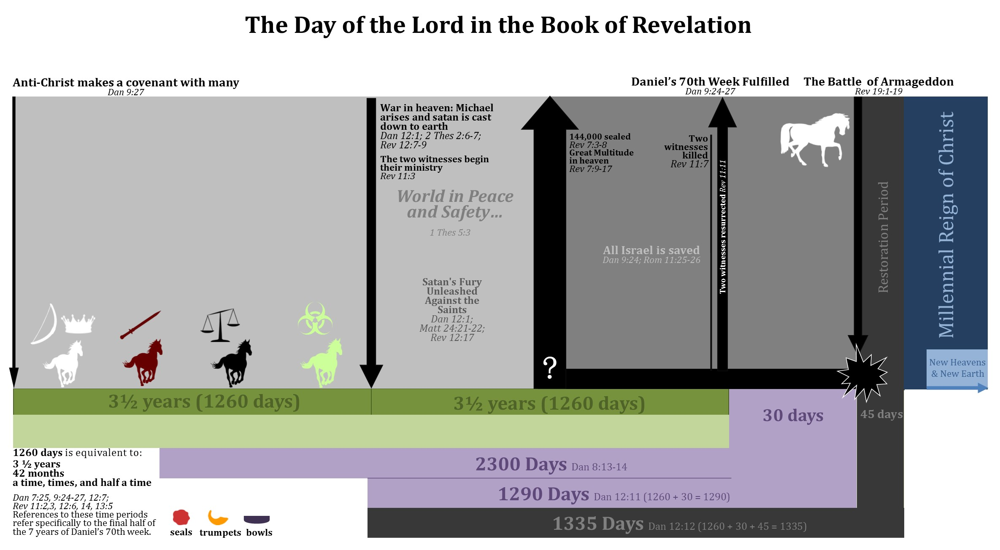 The Day of the Lord in the Book of Revelation
Anti-Christ makes a covenant with many
Dan 9:27
Daniel’s 70th Week Fulfilled
Dan 9:24-27
The Battle of Armageddon
Rev 19:1-19
War in heaven: Michael
arises and satan is cast
down to earth
Dan 12:1; 2 Thes 2:6-7;
Rev 12:7-9
The two witnesses begin
their ministry
Rev 11:3
World in Peace
and Safety...
1 Thes 5:3
Satan's Fury
Unleashed
Against the
Saints
Dan 12:1;
Matt 24:21-22;
Rev 12:17
?
144,000 sealed
Rev 7:3-8
Great Multitude
in heaven
Rev 7:9-17
Two
witnesses
killed
Rev 11:7
Two witnesses resurrected Rev 11:11
All Israel is saved
Dan 9:24; Rom 11:25-26
Restoration Period
Millennial Reign of Christ
New Heavens
& New Earth
3½ years (1260 days)
3½ years (1260 days)
30 days
45 days
2300 Days Dan 8:13-14
1290 Days Dan 12:11 (1260 + 30 = 1290)
1335 Days Dan 12:12 (1260 + 30 + 45 = 1335)
1260 days is equivalent to:
3 ½ years
42 months
a time, times, and half a time
Dan 7:25, 9:24-27, 12:7;
Rev 11:2,3, 12:6, 14, 13:5
References to these time periods
refer specifically to the final half of
the 7 years of Daniel’s 70th week.
seals trumpets bowls